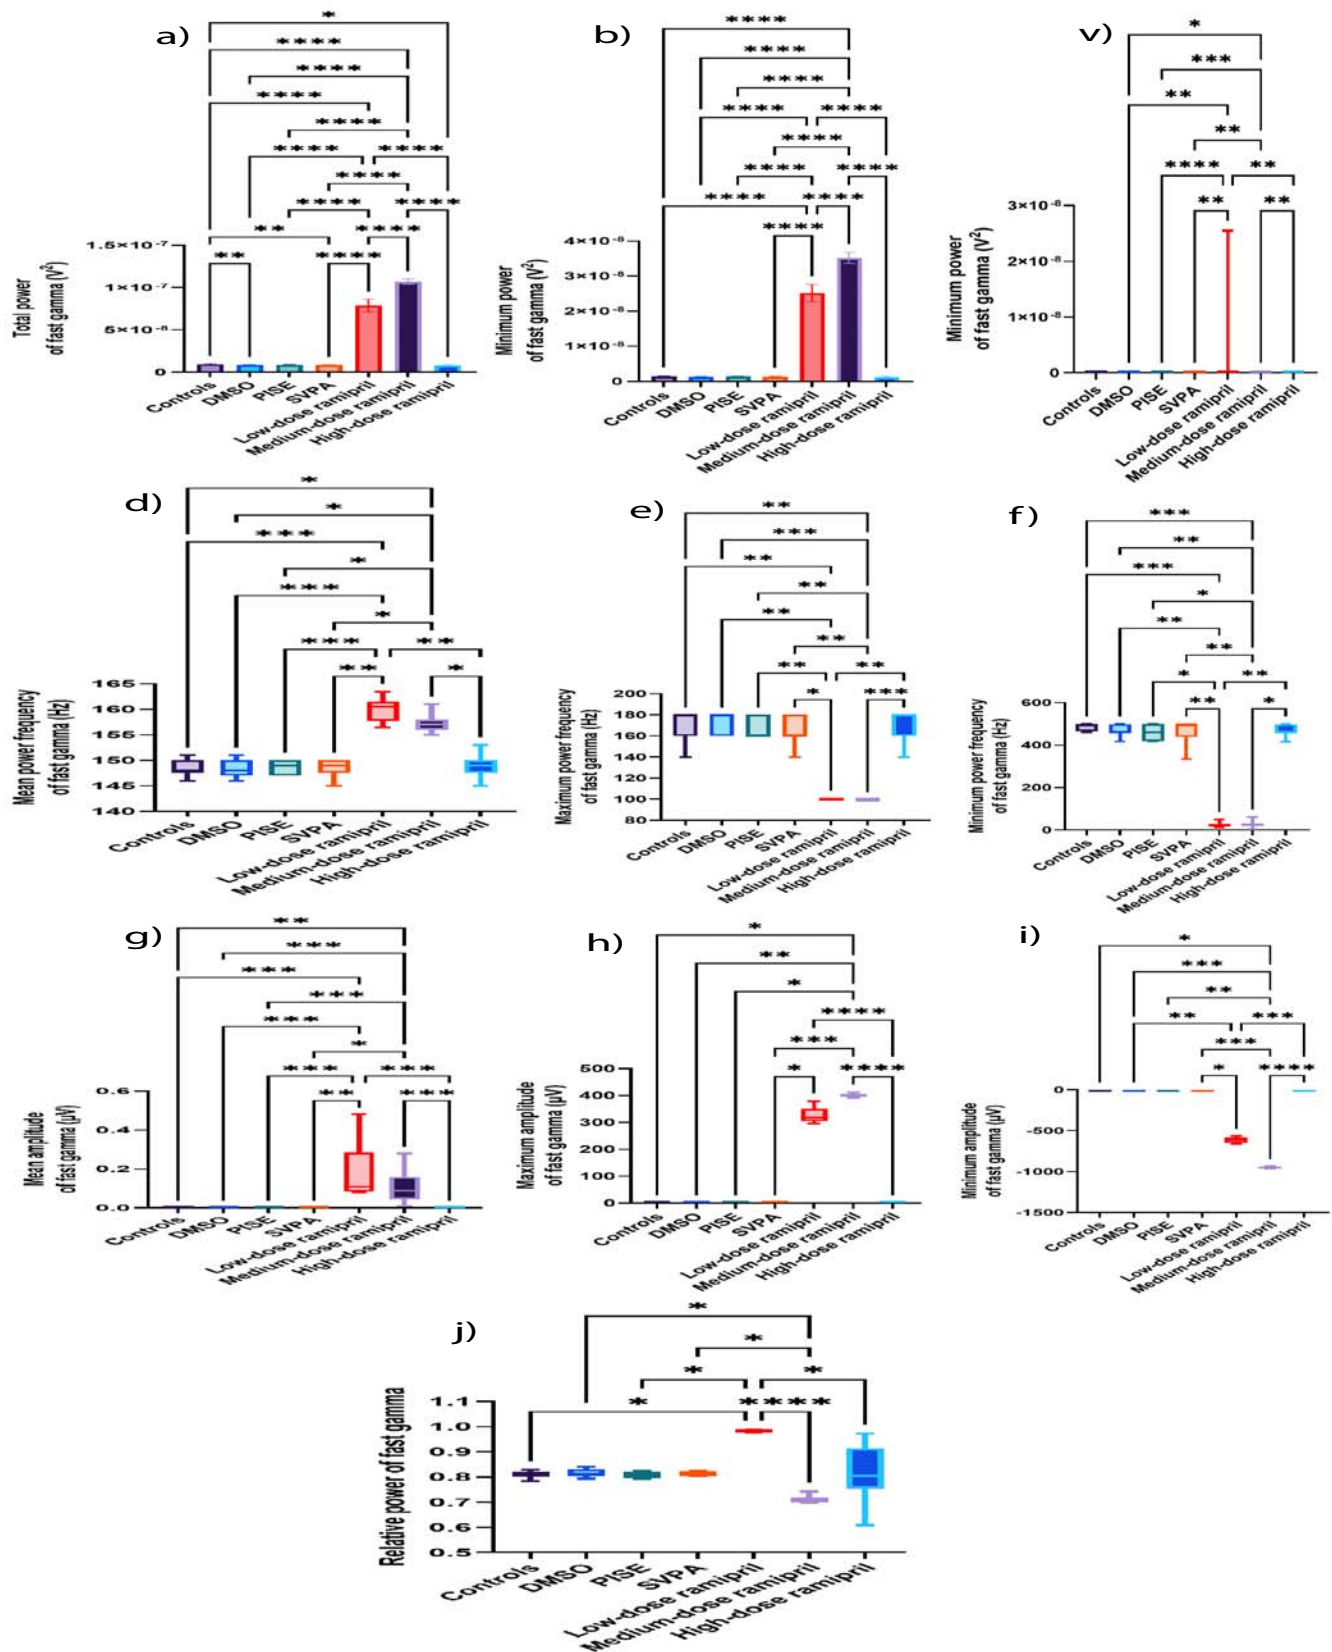 a)
*
****
****
****
****
****
****
****
****
****
****
**
****
**
****
1.5×10⁻⁷
1×10⁻⁷
5×10⁻⁸
0
Total power
of fast gamma (V²)
Controls
DMSO
PISE
SVPA
Low-dose ramipril
Medium-dose ramipril
High-dose ramipril
b)
****
****
****
****
****
****
****
****
****
****
****
4×10⁻⁸
3×10⁻⁸
2×10⁻⁸
1×10⁻⁸
0
Minimum power
of fast gamma (V²)
Controls
DMSO
PISE
SVPA
Low-dose ramipril
Medium-dose ramipril
High-dose ramipril
v)
*
***
**
**
****
**
**
**
3×10⁻⁸
2×10⁻⁸
1×10⁻⁸
0
Minimum power
of fast gamma (V²)
Controls
DMSO
PISE
SVPA
Low-dose ramipril
Medium-dose ramipril
High-dose ramipril
d)
*
*
***
*
***
*
***
**
**
*
165
160
155
150
145
140
Mean power frequency
of fast gamma (Hz)
Controls
DMSO
PISE
SVPA
Low-dose ramipril
Medium-dose ramipril
High-dose ramipril
e)
**
***
**
**
**
**
**
**
*
***
200
180
160
140
120
100
80
Maximum power frequency
of fast gamma (Hz)
Controls
DMSO
PISE
SVPA
Low-dose ramipril
Medium-dose ramipril
High-dose ramipril
f)
***
**
***
*
**
**
*
**
**
*
600
400
200
0
Minimum power frequency
of fast gamma (Hz)
Controls
DMSO
PISE
SVPA
Low-dose ramipril
Medium-dose ramipril
High-dose ramipril
g)
**
***
***
***
***
*
***
***
**
***
0.6
0.4
0.2
0.0
Mean amplitude
of fast gamma (μV)
Controls
DMSO
PISE
SVPA
Low-dose ramipril
Medium-dose ramipril
High-dose ramipril
h)
*
**
*
****
***
*
****
500
400
300
200
100
0
Maximum amplitude
of fast gamma (μV)
Controls
DMSO
PISE
SVPA
Low-dose ramipril
Medium-dose ramipril
High-dose ramipril
i)
*
***
**
**
***
***
*
****
0
-500
-1000
-1500
Minimum amplitude
of fast gamma (μV)
Controls
DMSO
PISE
SVPA
Low-dose ramipril
Medium-dose ramipril
High-dose ramipril
j)
*
*
*
*
*
****
1.1
1.0
0.9
0.8
0.7
0.6
0.5
Relative power of fast gamma
Controls
DMSO
PISE
SVPA
Low-dose ramipril
Medium-dose ramipril
High-dose ramipril